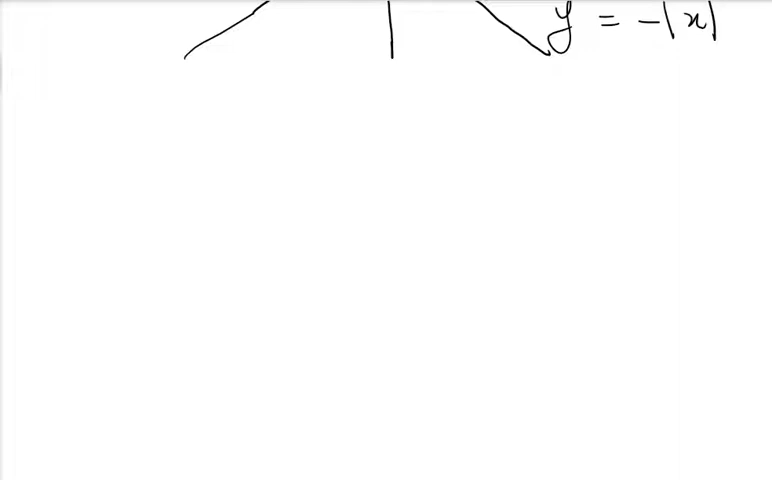 y = -|x|